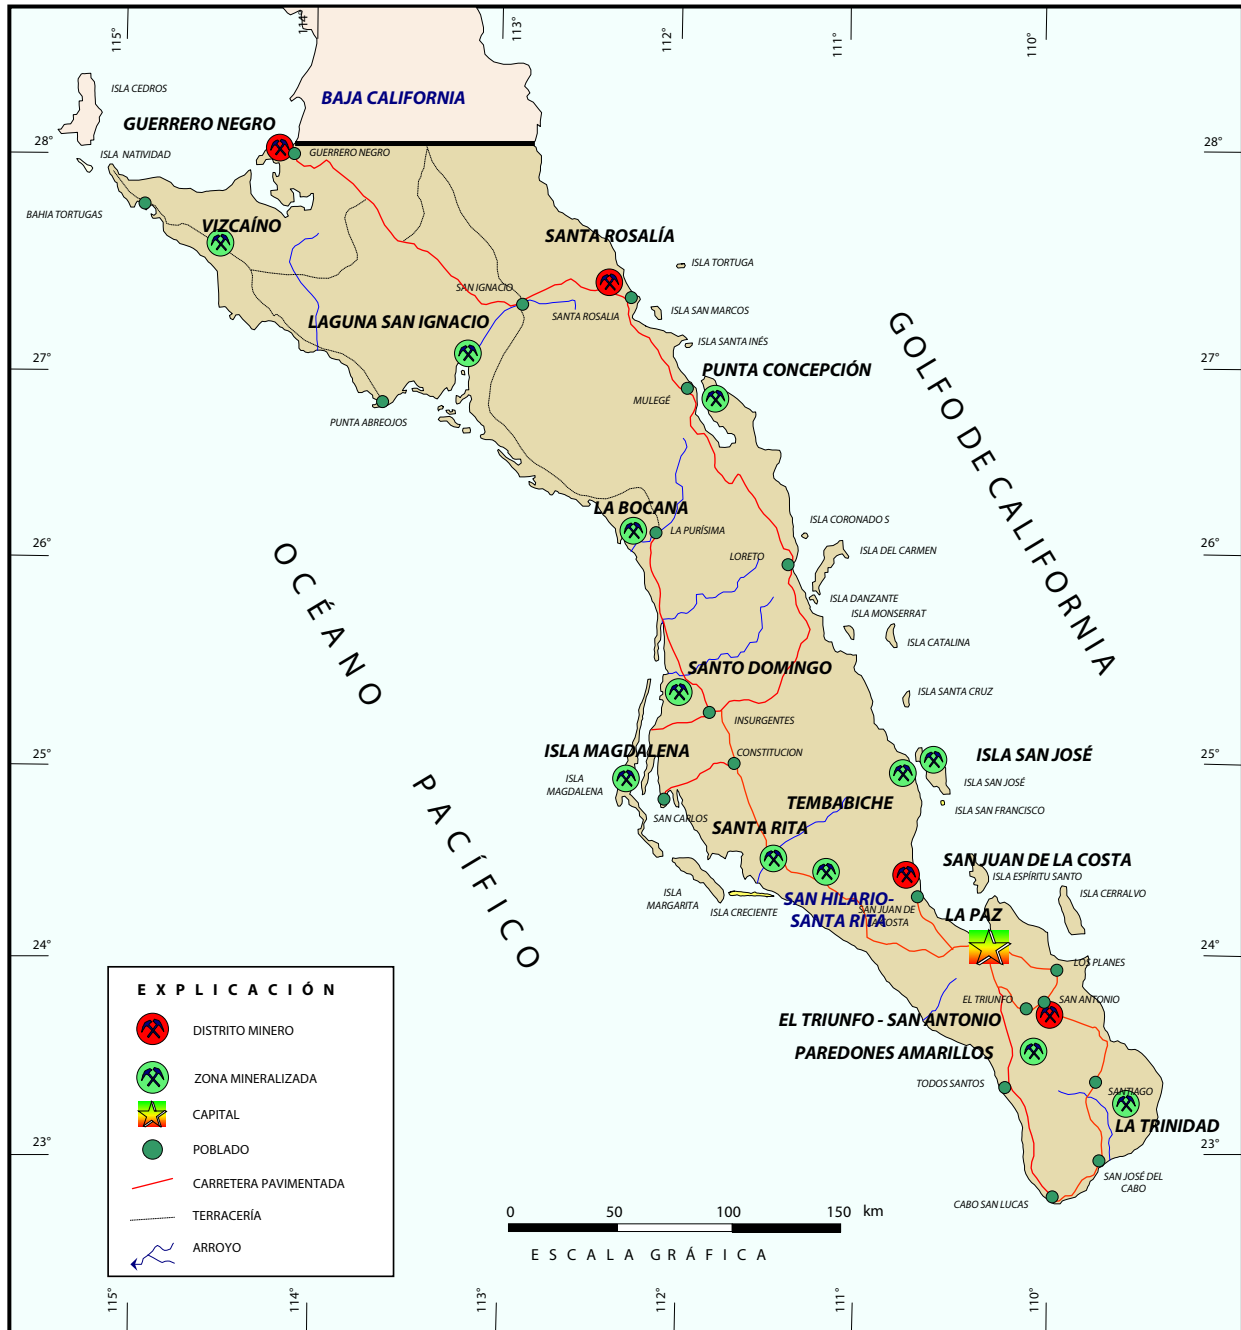 115°
114°
113°
112°
111°
110°
ISLA CEDROS
BAJA CALIFORNIA
GUERRERO NEGRO
28°
28°
ISLA NATIVIDAD
GUERRERO NEGRO
BAHIA TORTUGAS
VIZCAÍNO
SANTA ROSALÍA
ISLA TORTUGA
SAN IGNACIO
SANTA ROSALIA
ISLA SAN MARCOS
LAGUNA SAN IGNACIO
ISLA SANTA INÉS
27°
27°
PUNTA CONCEPCIÓN
MULEGÉ
PUNTA ABREOJOS
GOLFO DE CALIFORNIA
LA BOCANA
LA PURÍSIMA
ISLA CORONADO S
26°
26°
LORETO
ISLA DEL CARMEN
ISLA DANZANTE
ISLA MONSERRAT
ISLA CATALINA
OCÉANO
PACÍFICO
SANTO DOMINGO
ISLA SANTA CRUZ
INSURGENTES
ISLA MAGDALENA
CONSTITUCION
ISLA SAN JOSÉ
25°
25°
ISLA
MAGDALENA
ISLA SAN JOSÉ
TEMBABICHE
ISLA SAN FRANCISCO
SAN CARLOS
SANTA RITA
SAN JUAN DE LA COSTA
ISLA ESPÍRITU SANTO
ISLA
MARGARITA
ISLA CERRALVO
SAN HILARIO-
SANTA RITA
ISLA CRECIENTE
SAN JUAN DE
LA COSTA
LA PAZ
24°
24°
LOS PLANES
EL TRIUNFO
SAN ANTONIO
EL TRIUNFO - SAN ANTONIO
PAREDONES AMARILLOS
TODOS SANTOS
SANTIAGO
LA TRINIDAD
23°
23°
SAN JOSÉ DEL
CABO
CABO SAN LUCAS
EXPLICACIÓN
DISTRITO MINERO
ZONA MINERALIZADA
CAPITAL
POBLADO
CARRETERA PAVIMENTADA
TERRACERÍA
ARROYO
0 50 100 150 km
ESCALA GRÁFICA
115°
114°
113°
112°
111°
110°